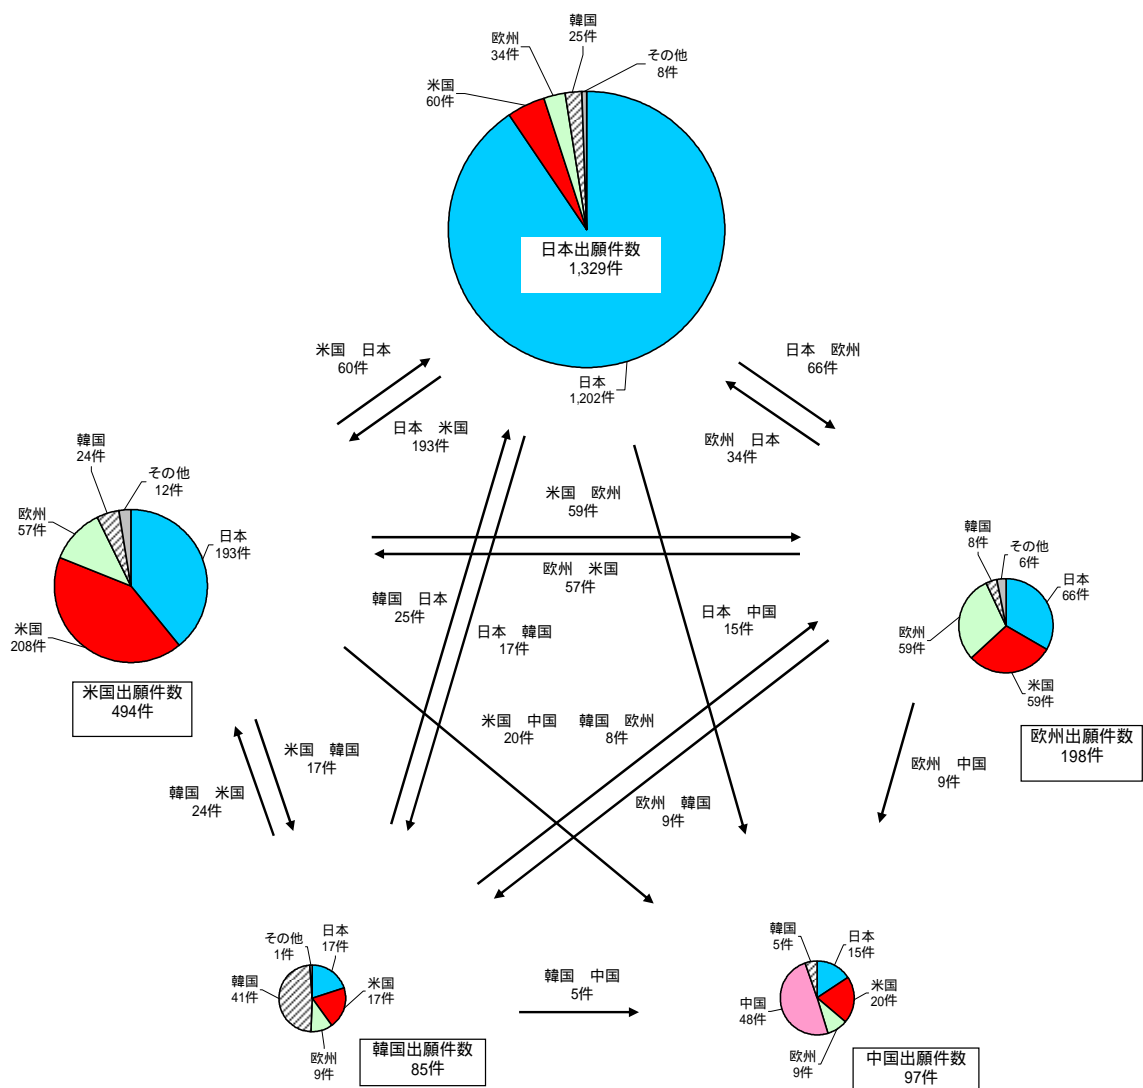 韓国
25件
欧州
34件
その他
8件
米国
60件
日本出願件数
1,329件
日本
1,202件
米国　日本
60件
日本　米国
193件
日本　欧州
66件
欧州　日本
34件
韓国
24件
その他
12件
欧州
57件
日本
193件
米国
208件
米国出願件数
494件
米国　欧州
59件
欧州　米国
57件
韓国　日本
25件
日本　韓国
17件
日本　中国
15件
韓国
8件
その他
6件
日本
66件
欧州
59件
米国
59件
欧州出願件数
198件
米国　中国
20件
韓国　欧州
8件
欧州　韓国
9件
欧州　中国
9件
米国　韓国
17件
韓国　米国
24件
その他
1件
日本
17件
韓国
41件
米国
17件
欧州
9件
韓国出願件数
85件
韓国　中国
5件
韓国
5件
日本
15件
米国
20件
中国
48件
欧州
9件
中国出願件数
97件